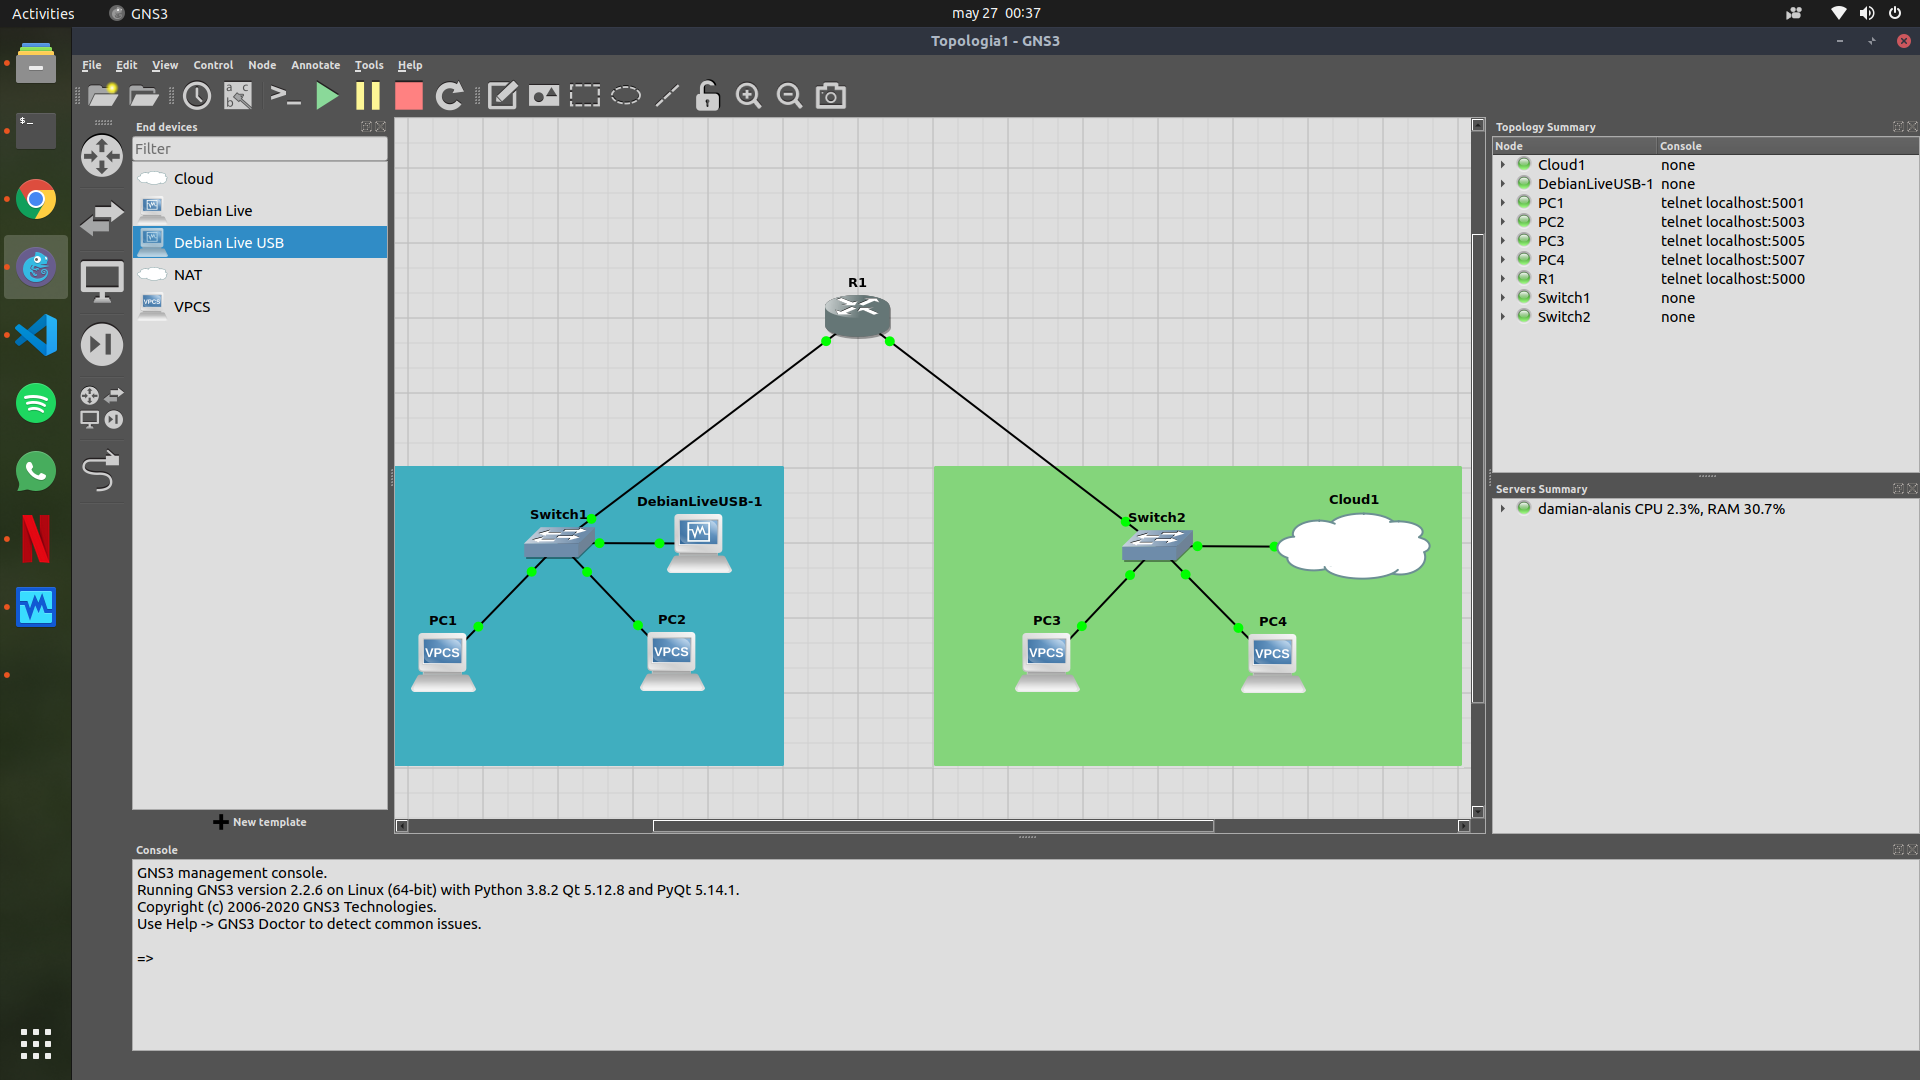 Activities
GNS3
may 27 00:37
Topologia1 - GNS3
File Edit View Control Node Annotate Tools Help
a c
b
$_
>_
End devices
Filter
Cloud
Debian Live
Debian Live USB
NAT
VPCS
VPCS
New template
R1
Switch1
DebianLiveUSB-1
PC1
VPCS
PC2
VPCS
Switch2
Cloud1
PC3
VPCS
PC4
VPCS
Topology Summary
Node Console
Cloud1 none
DebianLiveUSB-1 none
PC1 telnet localhost:5001
PC2 telnet localhost:5003
PC3 telnet localhost:5005
PC4 telnet localhost:5007
R1 telnet localhost:5000
Switch1 none
Switch2 none
Servers Summary
damian-alanis CPU 2.3%, RAM 30.7%
Console
GNS3 management console.
Running GNS3 version 2.2.6 on Linux (64-bit) with Python 3.8.2 Qt 5.12.8 and PyQt 5.14.1.
Copyright (c) 2006-2020 GNS3 Technologies.
Use Help -> GNS3 Doctor to detect common issues.
=>